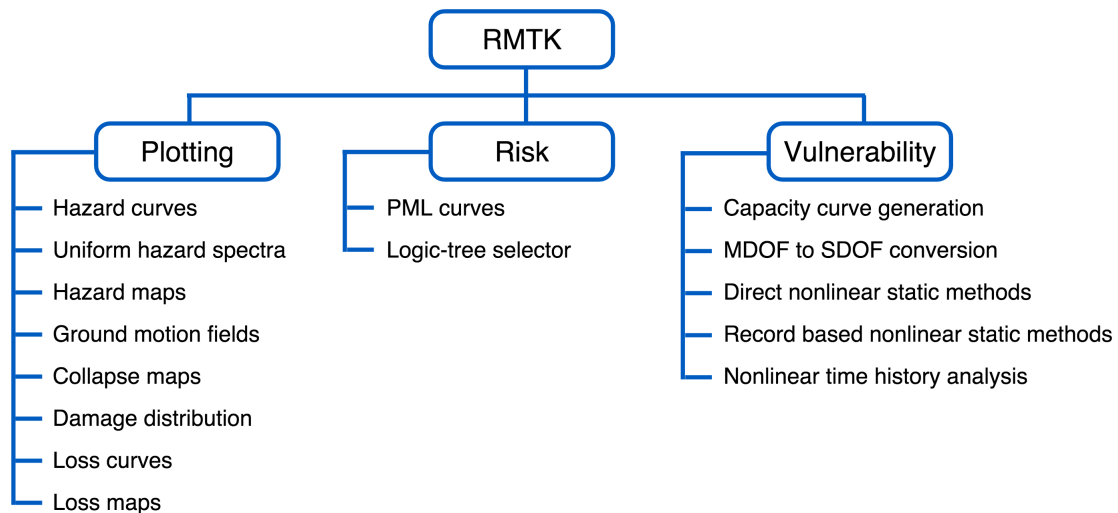 RMTK
Plotting
Risk
Vulnerability
Hazard curves
Uniform hazard spectra
Hazard maps
Ground motion fields
Collapse maps
Damage distribution
Loss curves
Loss maps
PML curves
Logic-tree selector
Capacity curve generation
MDOF to SDOF conversion
Direct nonlinear static methods
Record based nonlinear static methods
Nonlinear time history analysis